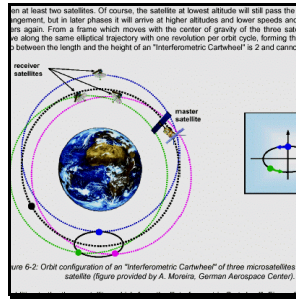 en at least two satellites. Of course, the satellite at lowest altitude will still pass the
angement, but in later phases it will arrive at higher altitudes and lower speeds and
ers again. From a frame which moves with the center of gravity of the three sate
ve along the same elliptical trajectory with one revolution per orbit cycle, forming th
o between the length and the height of an "Interferometric Cartwheel" is 2 and canno
receiver
satellites
master
satellite
ure 6-2: Orbit configuration of an "Interferometric Cartwheel" of three microsatellites
satellite (figure provided by A. Moreira, German Aerospace Center).